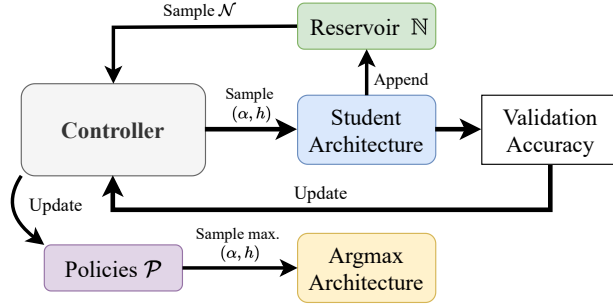 Sample 𝒩
Reservoir ℕ
Sample
(α, h)
Append
Controller
Student
Architecture
Validation
Accuracy
Update
Update
Policies 𝒫
Sample max.
(α, h)
Argmax
Architecture